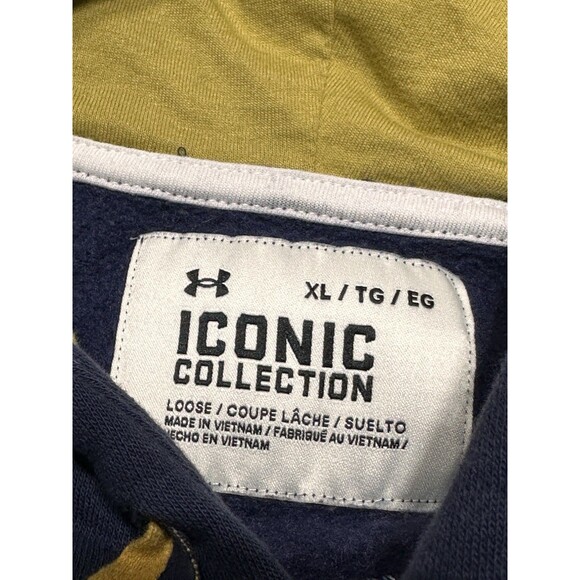 XL / TG / EG
ICONIC
COLLECTION
LOOSE / COUPE LÂCHE / SUELTO
MADE IN VIETNAM / FABRIQUÉ AU VIETNAM /
HECHO EN VIETNAM